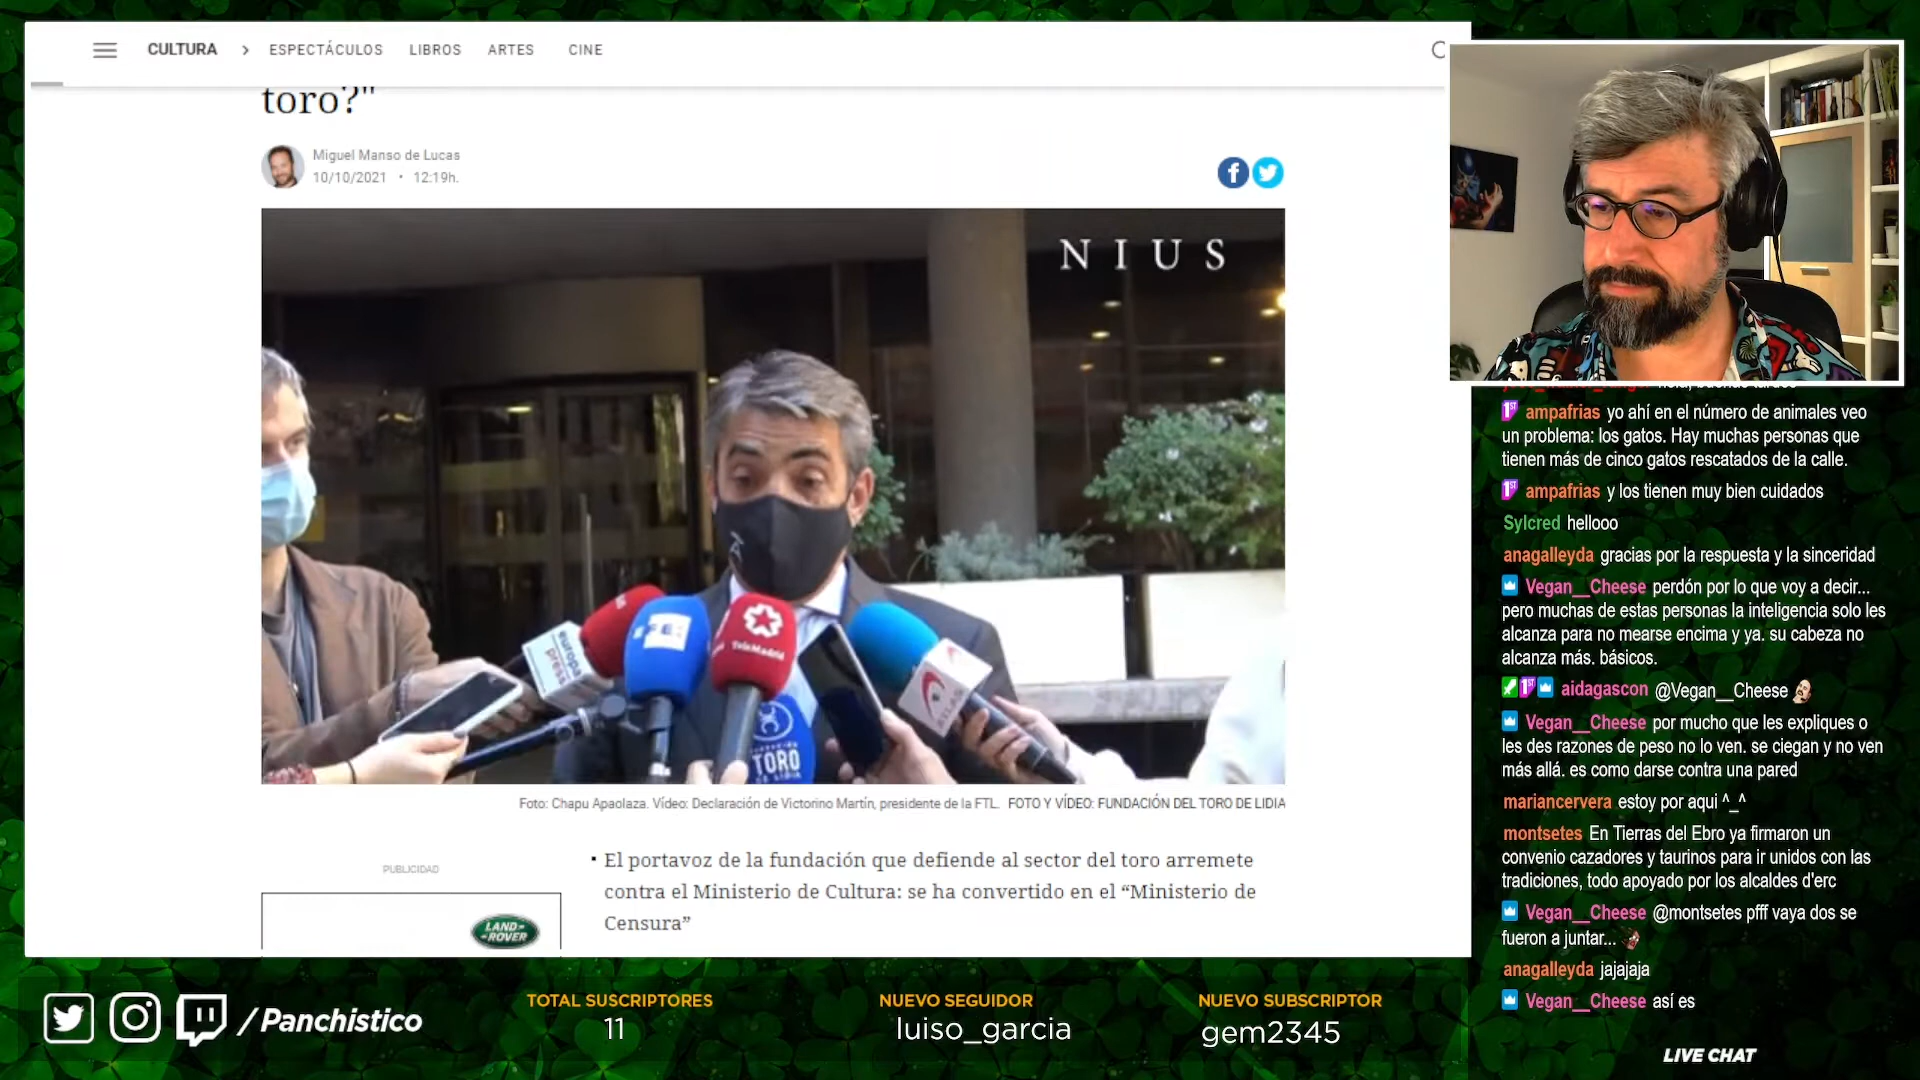 CULTURA > ESPECTÁCULOS LIBROS ARTES CINE
toro?"
Miguel Manso de Lucas
10/10/2021 • 12:19h.
NIUS
europa press
EFE
TeleMadrid
FUNDACIÓN
TORO
DE LIDIA
Foto: Chapu Apaolaza. Vídeo: Declaración de Victorino Martín, presidente de la FTL. FOTO Y VÍDEO: FUNDACIÓN DEL TORO DE LIDIA
PUBLICIDAD
LAND-
-ROVER
▪ El portavoz de la fundación que defiende al sector del toro arremete
contra el Ministerio de Cultura: se ha convertido en el “Ministerio de
Censura”
ampafrias yo ahí en el número de animales veo
un problema: los gatos. Hay muchas personas que
tienen más de cinco gatos rescatados de la calle.
ampafrias y los tienen muy bien cuidados
Sylcred hellooo
anagalleyda gracias por la respuesta y la sinceridad
Vegan__Cheese perdón por lo que voy a decir...
pero muchas de estas personas la inteligencia solo les
alcanza para no mearse encima y ya. su cabeza no
alcanza más. básicos.
aidagascon @Vegan__Cheese
Vegan__Cheese por mucho que les expliques o
les des razones de peso no lo ven. se ciegan y no ven
más allá. es como darse contra una pared
mariancervera estoy por aqui ^_^
montsetes En Tierras del Ebro ya firmaron un
convenio cazadores y taurinos para ir unidos con las
tradiciones, todo apoyado por los alcaldes d'erc
Vegan__Cheese @montsetes pfff vaya dos se
fueron a juntar...
anagalleyda jajajaja
Vegan__Cheese así es
LIVE CHAT
/Panchistico
TOTAL SUSCRIPTORES
11
NUEVO SEGUIDOR
luiso_garcia
NUEVO SUBSCRIPTOR
gem2345